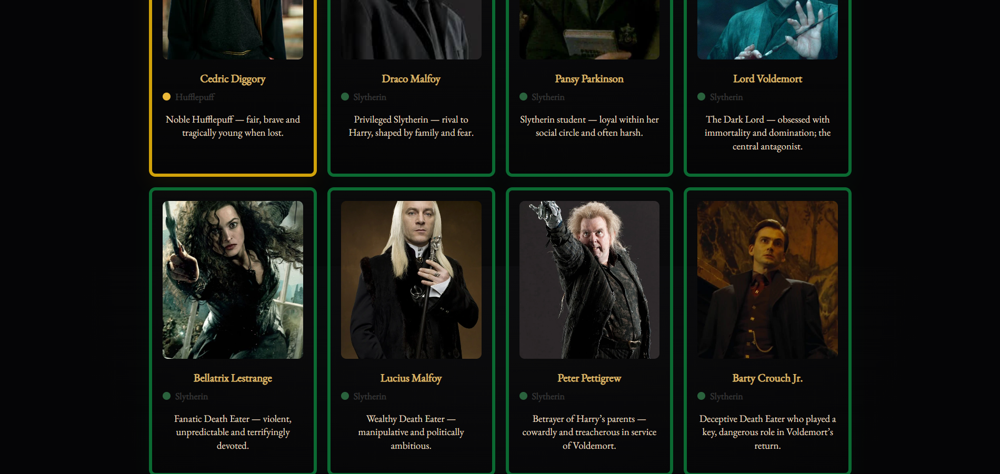 Cedric Diggory
Hufflepuff
Noble Hufflepuff — fair, brave and
tragically young when lost.
Draco Malfoy
Slytherin
Privileged Slytherin — rival to
Harry, shaped by family and fear.
Pansy Parkinson
Slytherin
Slytherin student — loyal within her
social circle and often harsh.
Lord Voldemort
Slytherin
The Dark Lord — obsessed with
immortality and domination; the
central antagonist.
Bellatrix Lestrange
Slytherin
Fanatic Death Eater — violent,
unpredictable and terrifyingly
devoted.
Lucius Malfoy
Slytherin
Wealthy Death Eater —
manipulative and politically
ambitious.
Peter Pettigrew
Slytherin
Betrayer of Harry’s parents —
cowardly and treacherous in service
of Voldemort.
Barty Crouch Jr.
Slytherin
Deceptive Death Eater who played a
key, dangerous role in Voldemort’s
return.